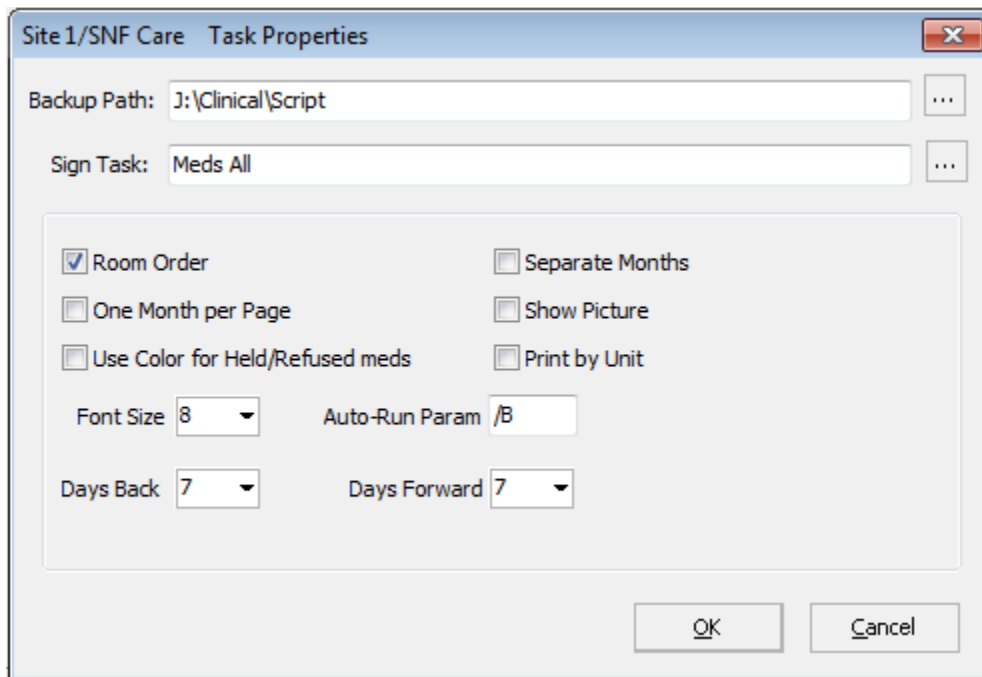 Site 1/SNF Care Task Properties
Backup Path: J:\Clinical\Script ...
Sign Task: Meds All ...
Room Order Separate Months
One Month per Page Show Picture
Use Color for Held/Refused meds Print by Unit
Font Size 8 Auto-Run Param /B
Days Back 7 Days Forward 7
OK Cancel